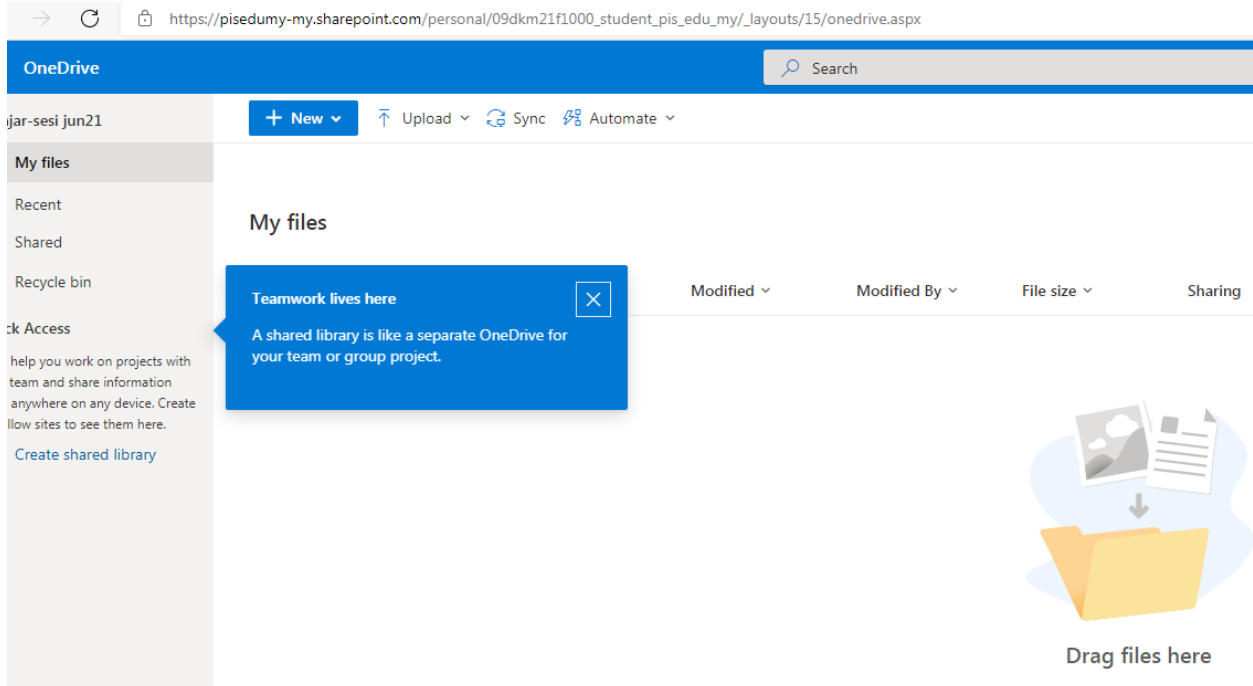 https://pisedumy-my.sharepoint.com/personal/09dkm21f1000_student_pis_edu_my/_layouts/15/onedrive.aspx
OneDrive
Search
jar-sesi jun21
New
Upload
Sync
Automate
My files
Recent
Shared
Recycle bin
My files
Modified
Modified By
File size
Sharing
Teamwork lives here
A shared library is like a separate OneDrive for
your team or group project.
ck Access
help you work on projects with
team and share information
anywhere on any device. Create
llow sites to see them here.
Create shared library
Drag files here